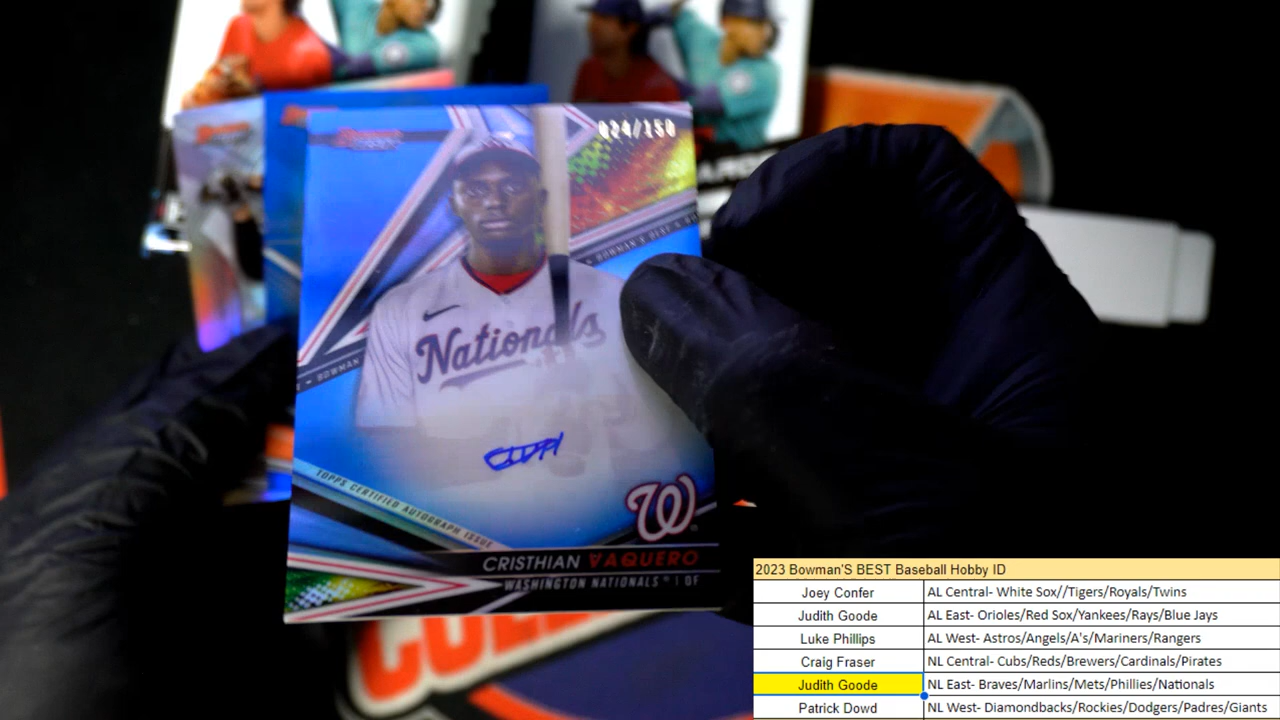 024/150
BOWMAN'S BEST
BOWMAN
Nationals
TOPPS CERTIFIED AUTOGRAPH ISSUE
W
CRISTHIAN VAQUERO
WASHINGTON NATIONALS® | OF
2023 Bowman'S BEST Baseball Hobby ID
Joey Confer AL Central- White Sox//Tigers/Royals/Twins
Judith Goode AL East- Orioles/Red Sox/Yankees/Rays/Blue Jays
Luke Phillips AL West- Astros/Angels/A's/Mariners/Rangers
Craig Fraser NL Central- Cubs/Reds/Brewers/Cardinals/Pirates
Judith Goode NL East- Braves/Marlins/Mets/Phillies/Nationals
Patrick Dowd NL West- Diamondbacks/Rockies/Dodgers/Padres/Giants